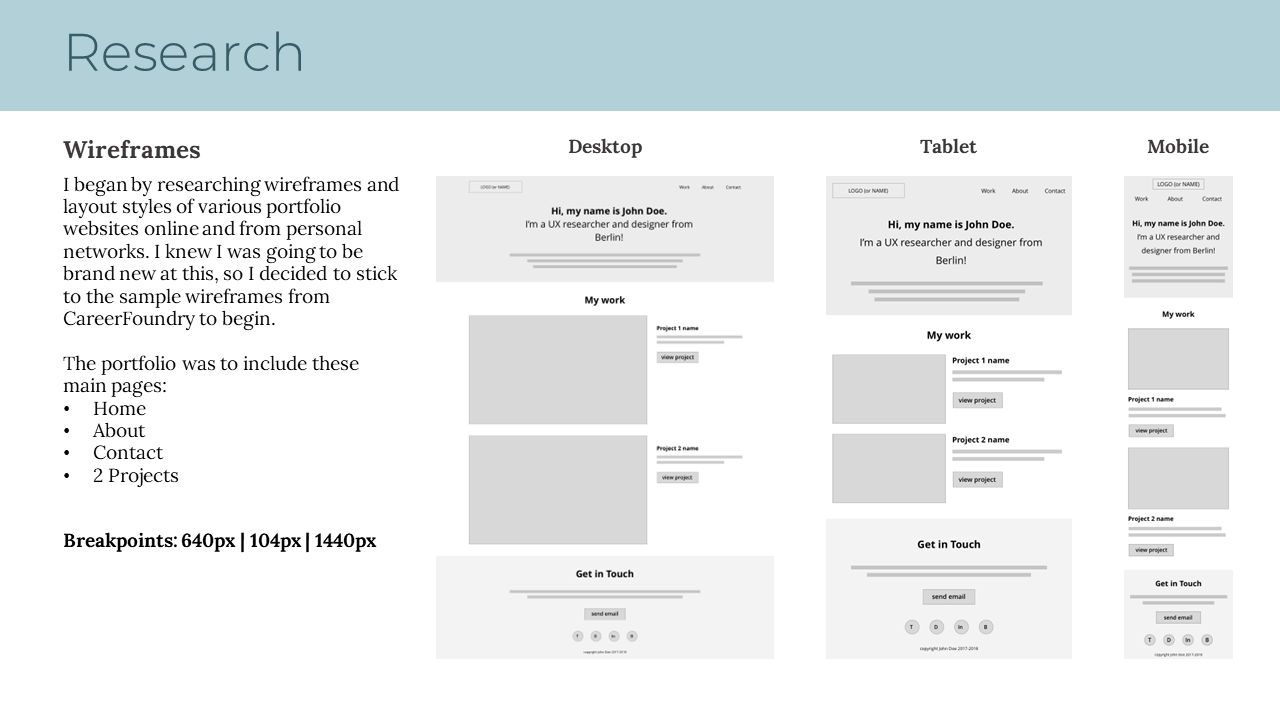 Research
Wireframes
I began by researching wireframes and
layout styles of various portfolio
websites online and from personal
networks. I knew I was going to be
brand new at this, so I decided to stick
to the sample wireframes from
CareerFoundry to begin.
The portfolio was to include these
main pages:
• Home
• About
• Contact
• 2 Projects
Breakpoints: 640px | 104px | 1440px
Desktop
LOGO (or NAME)
Work About Contact
Hi, my name is John Doe.
I'm a UX researcher and designer from
Berlin!
My work
Project 1 name
view project
Project 2 name
view project
Get in Touch
send email
T D in B
copyright John Doe 2017-2018
Tablet
LOGO (or NAME)
Work About Contact
Hi, my name is John Doe.
I'm a UX researcher and designer from
Berlin!
My work
Project 1 name
view project
Project 2 name
view project
Get in Touch
send email
T D in B
copyright John Doe 2017-2018
Mobile
LOGO (or NAME)
Work About Contact
Hi, my name is John Doe.
I'm a UX research and
designer from Berlin!
My work
Project 1 name
view project
Project 2 name
view project
Get in Touch
send email
T D in B
copyright John Doe 2017-2018